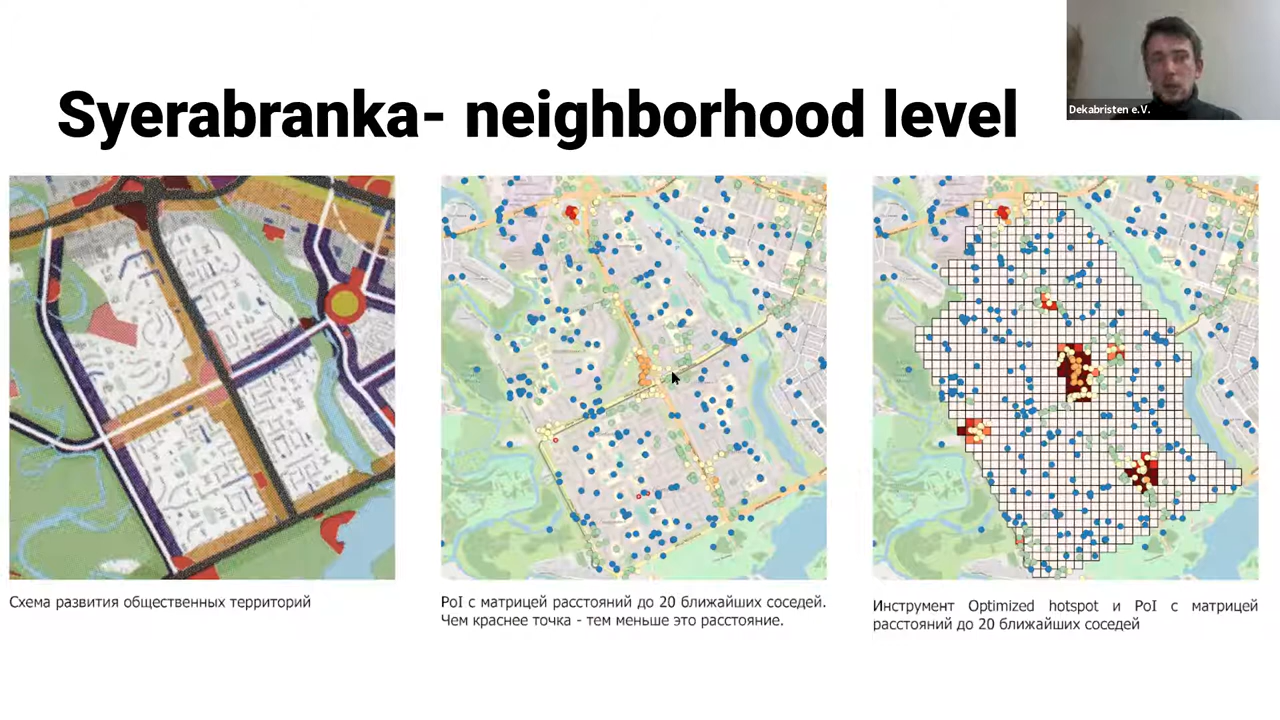 Syerabranka- neighborhood level
Dekabristen e.V.
Схема развития общественных территорий
PoI с матрицей расстояний до 20 ближайших соседей.
Чем краснее точка - тем меньше это расстояние.
Инструмент Optimized hotspot и PoI с матрицей
расстояний до 20 ближайших соседей